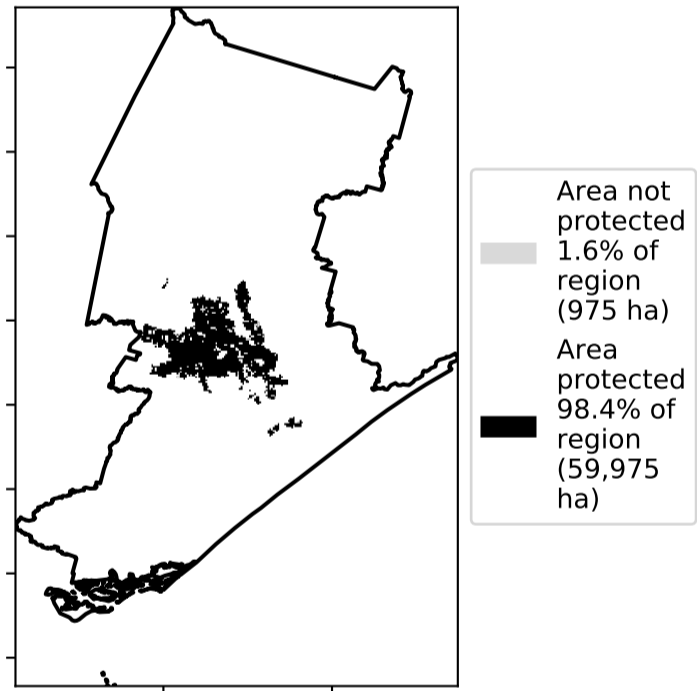 Area not
protected
1.6% of
region
(975 ha)
Area
protected
98.4% of
region
(59,975
ha)